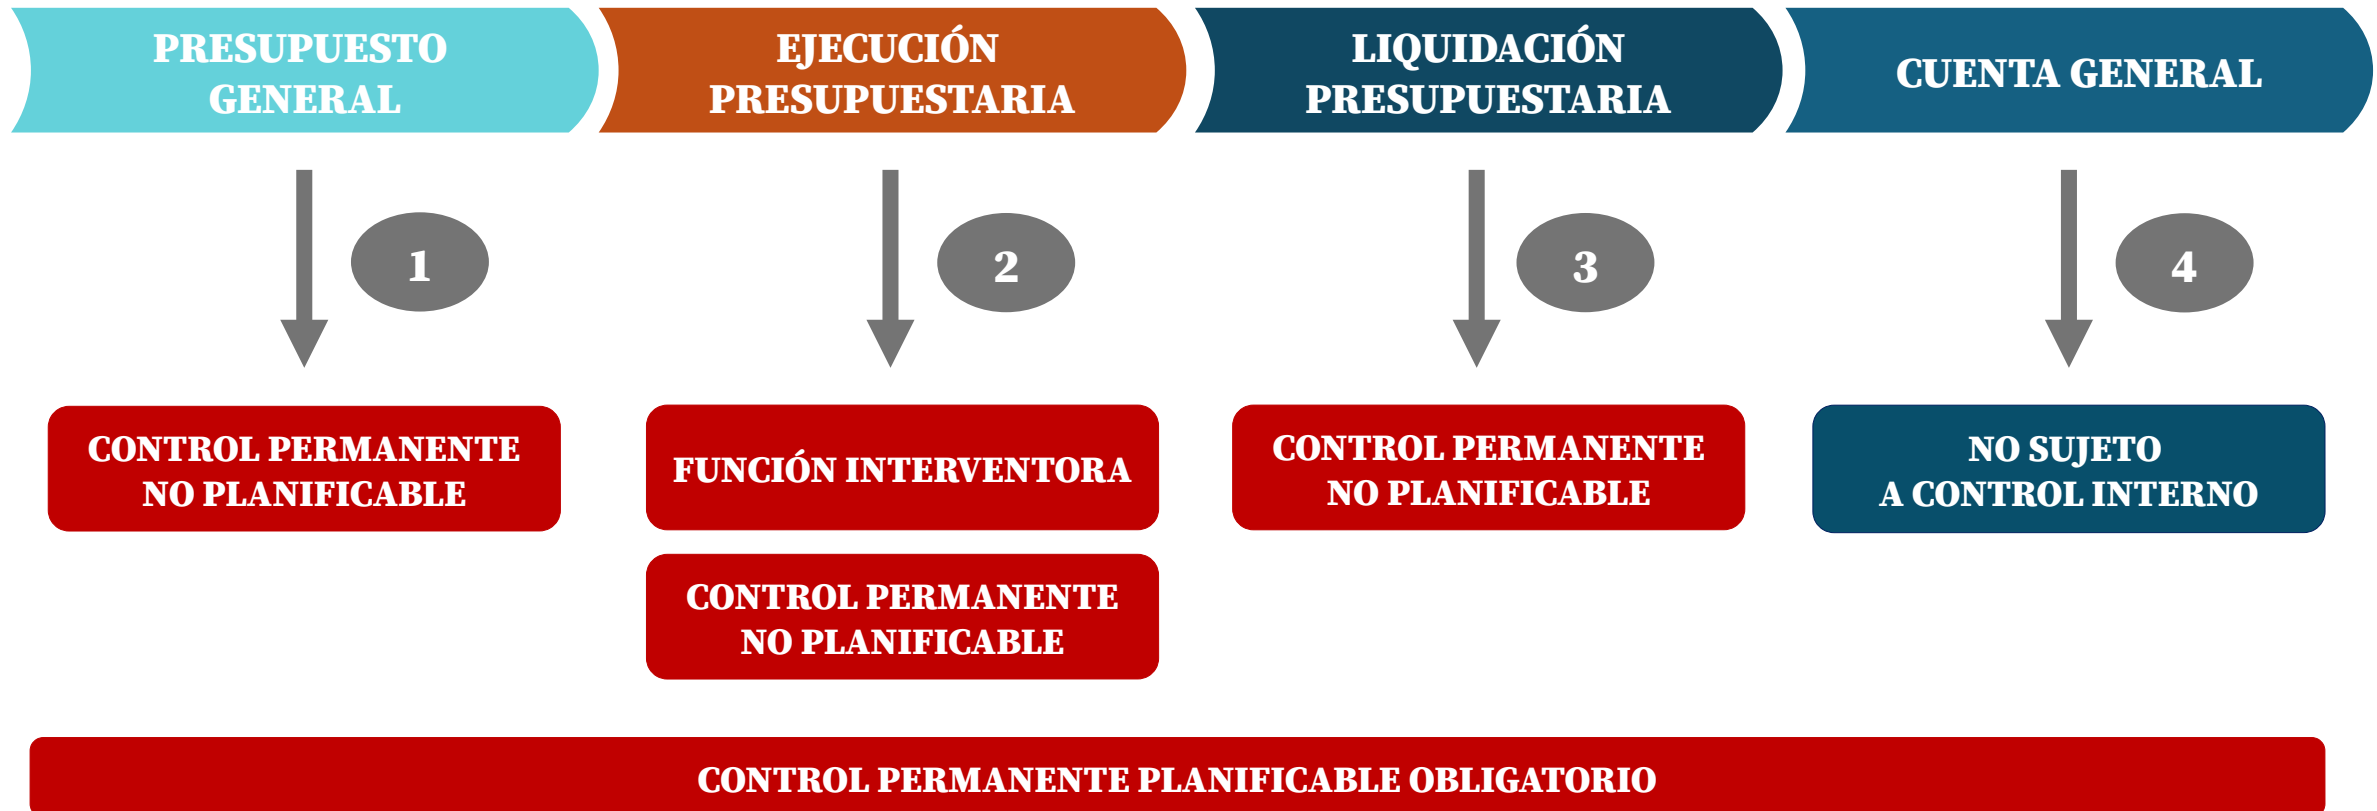 PRESUPUESTO
GENERAL
EJECUCIÓN
PRESUPUESTARIA
LIQUIDACIÓN
PRESUPUESTARIA
CUENTA GENERAL
1
2
3
4
CONTROL PERMANENTE
NO PLANIFICABLE
FUNCIÓN INTERVENTORA
CONTROL PERMANENTE
NO PLANIFICABLE
CONTROL PERMANENTE
NO PLANIFICABLE
NO SUJETO
A CONTROL INTERNO
CONTROL PERMANENTE PLANIFICABLE OBLIGATORIO